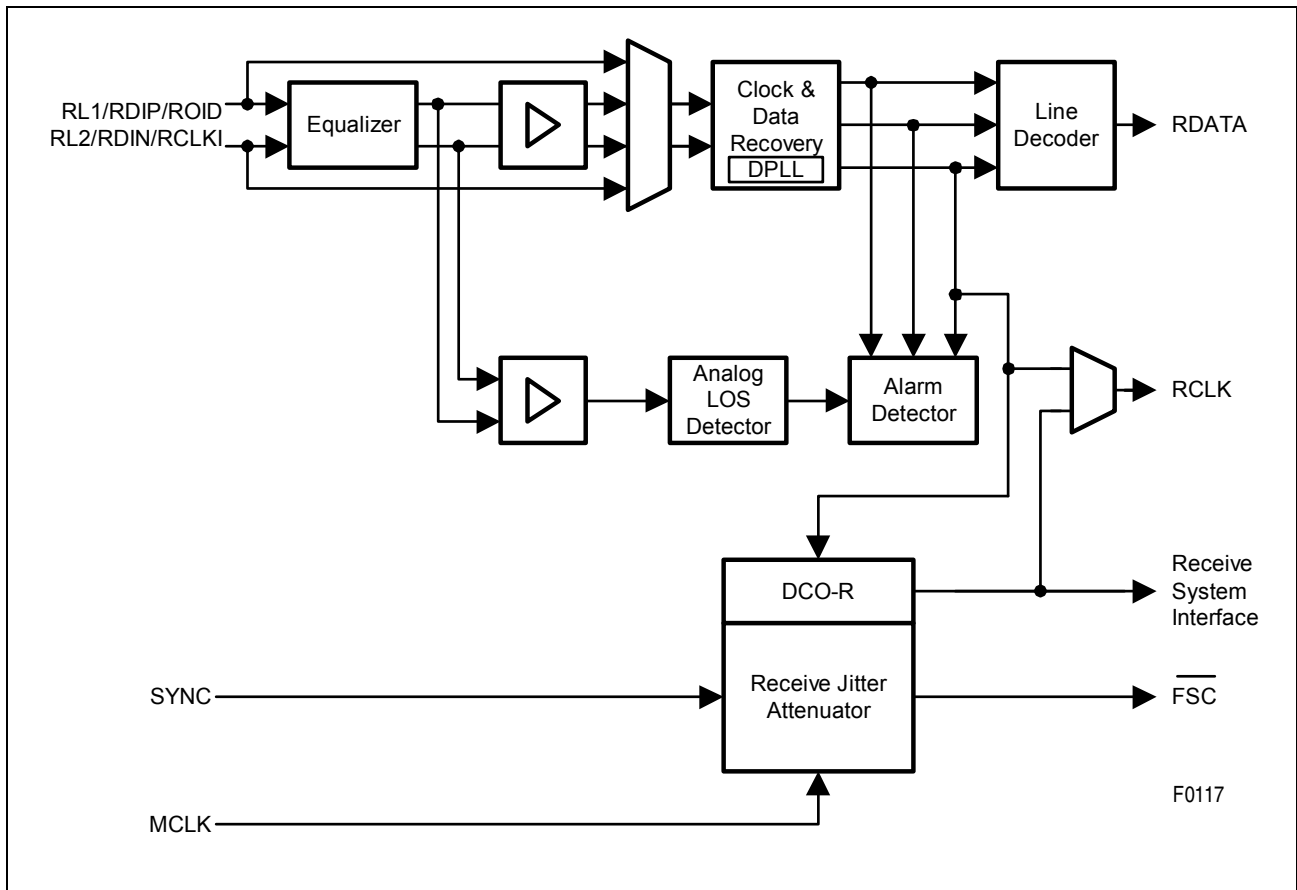 RL1/RDIP/ROID
RL2/RDIN/RCLKI
Equalizer
Clock &
Data
Recovery
DPLL
Line
Decoder
RDATA
Analog
LOS
Detector
Alarm
Detector
RCLK
DCO-R
Receive
System
Interface
SYNC
Receive Jitter
Attenuator
FSC
MCLK
F0117